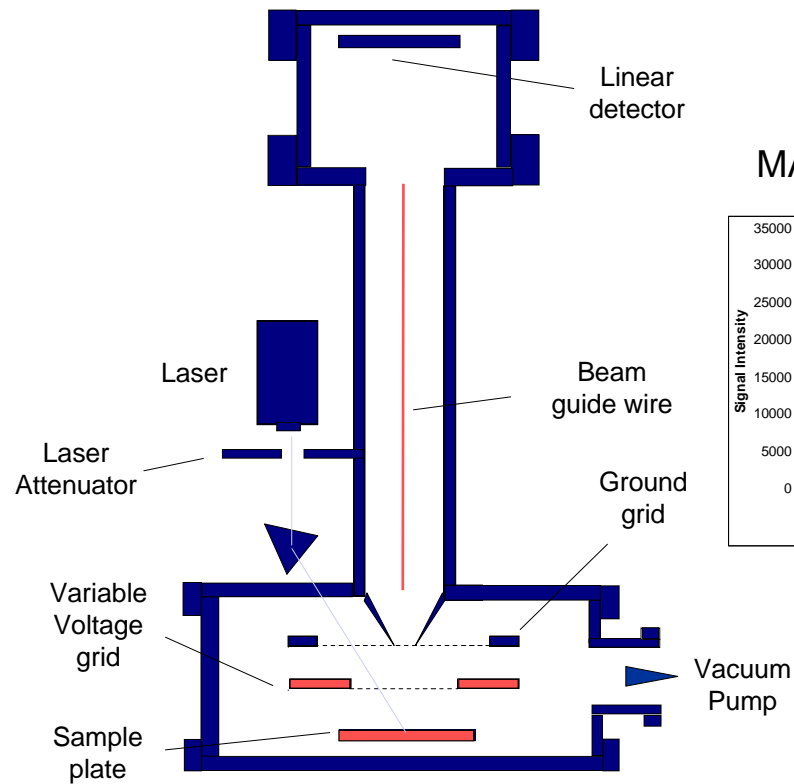 Linear
detector
MA
35000
30000
25000
20000
15000
10000
5000
0
Signal Intensity
Laser
Beam
guide wire
Laser
Attenuator
Ground
grid
Variable
Voltage
grid
Vacuum
Pump
Sample
plate